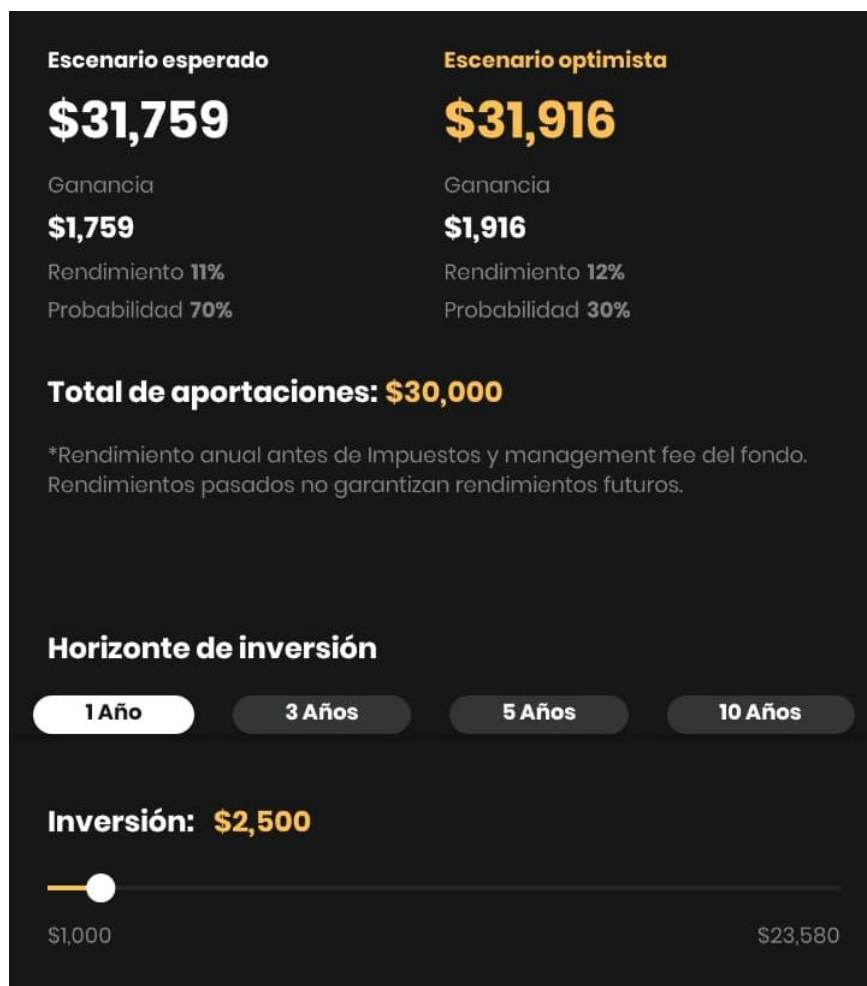 Escenario esperado
Escenario optimista
$31,759
$31,916
Ganancia
Ganancia
$1,759
$1,916
Rendimiento 11%
Rendimiento 12%
Probabilidad 70%
Probabilidad 30%
Total de aportaciones: $30,000
*Rendimiento anual antes de Impuestos y management fee del fondo.
Rendimientos pasados no garantizan rendimientos futuros.
Horizonte de inversión
1 Año
3 Años
5 Años
10 Años
Inversión: $2,500
$1,000
$23,580